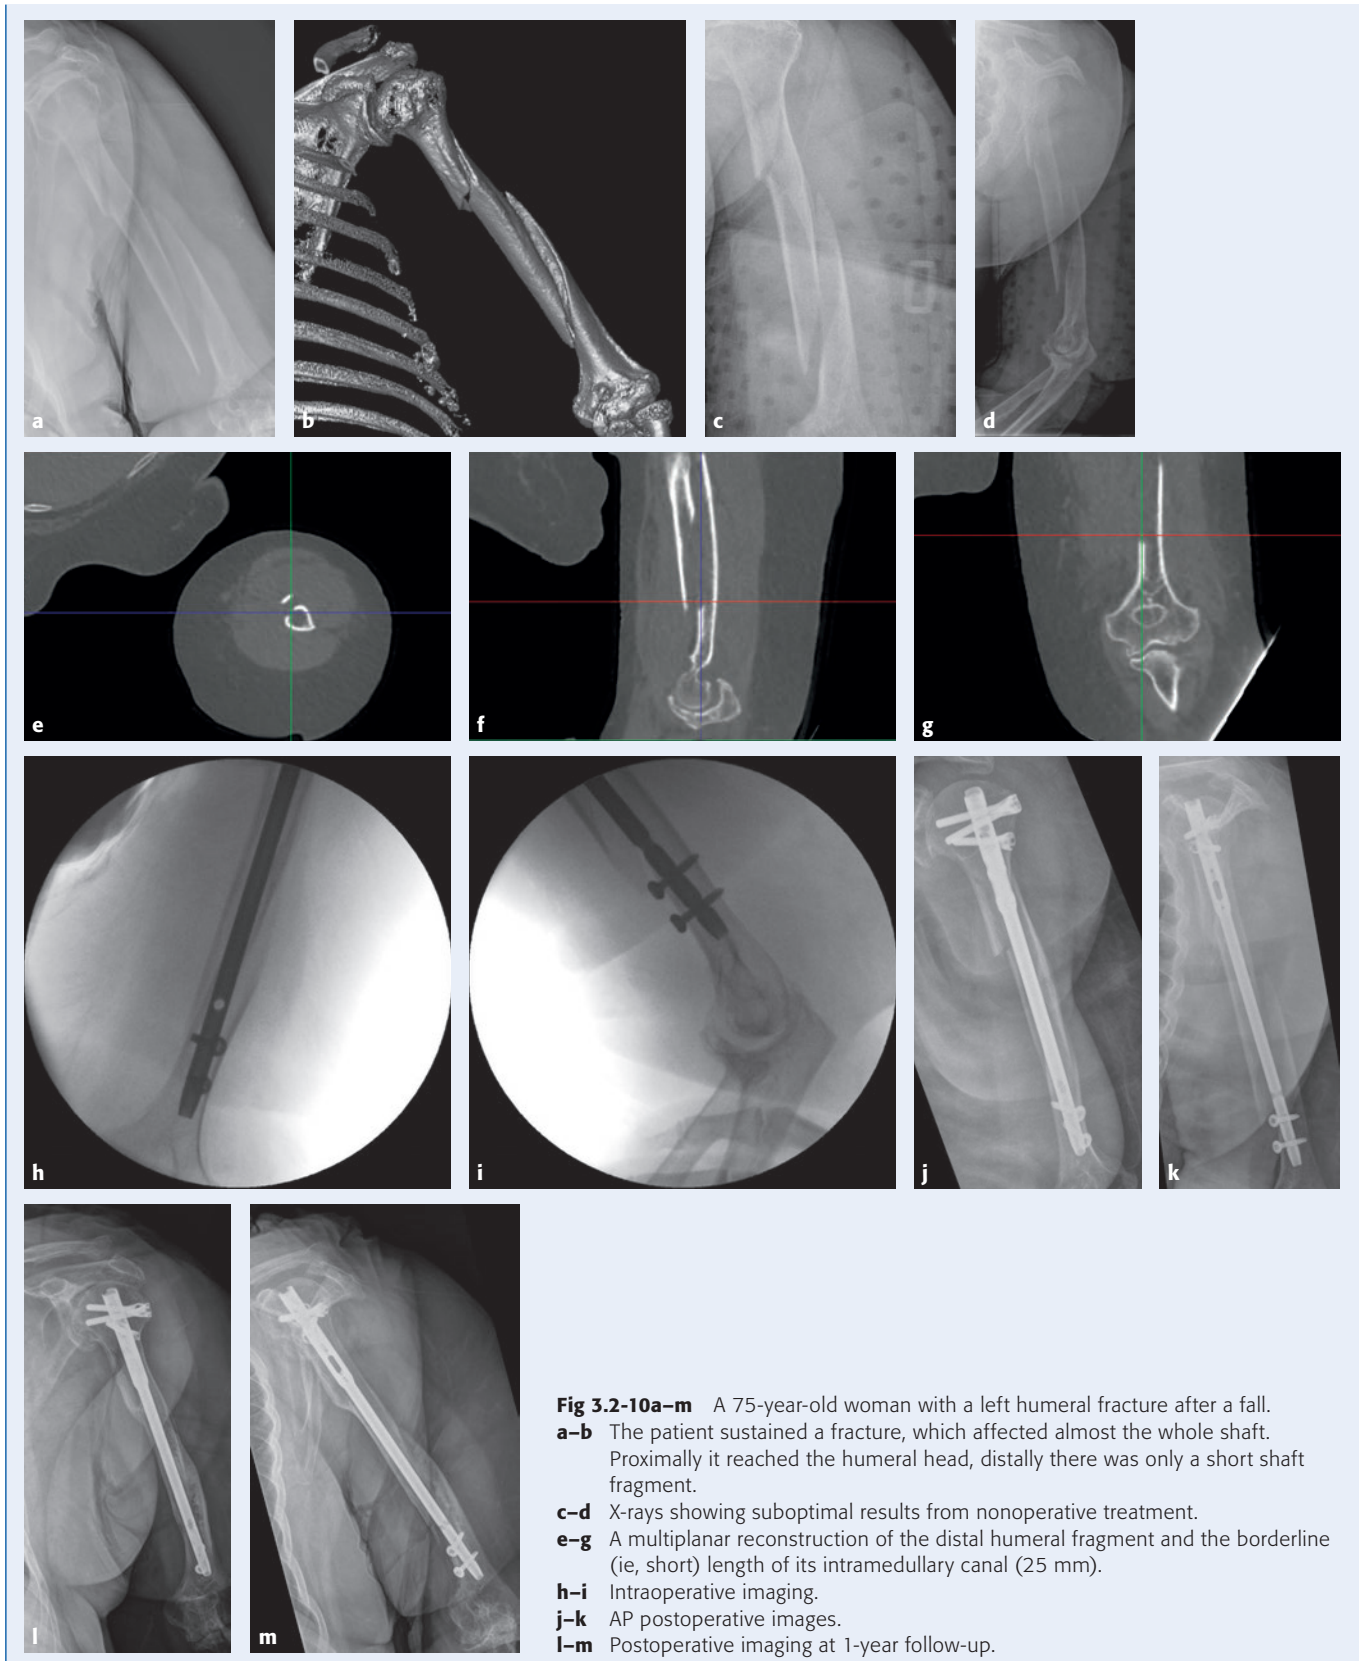 a
b
c
d
e
f
g
h
i
j
k
l
m
Fig 3.2-10a–m A 75-year-old woman with a left humeral fracture after a fall.
a–b The patient sustained a fracture, which affected almost the whole shaft.
Proximally it reached the humeral head, distally there was only a short shaft
fragment.
c–d X-rays showing suboptimal results from nonoperative treatment.
e–g A multiplanar reconstruction of the distal humeral fragment and the borderline
(ie, short) length of its intramedullary canal (25 mm).
h–i Intraoperative imaging.
j–k AP postoperative images.
l–m Postoperative imaging at 1-year follow-up.